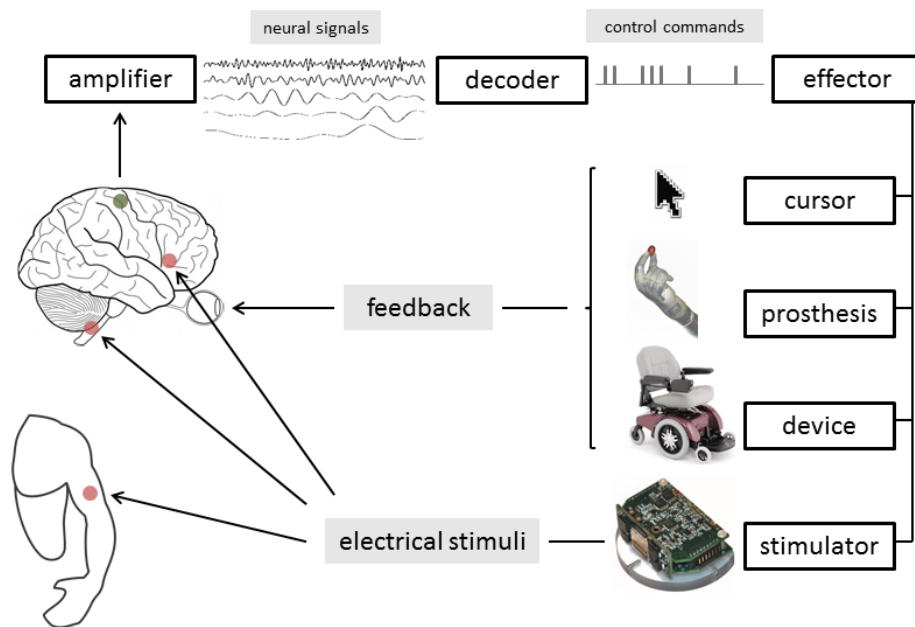 neural signals
control commands
amplifier
decoder
effector
cursor
feedback
prosthesis
device
electrical stimuli
stimulator